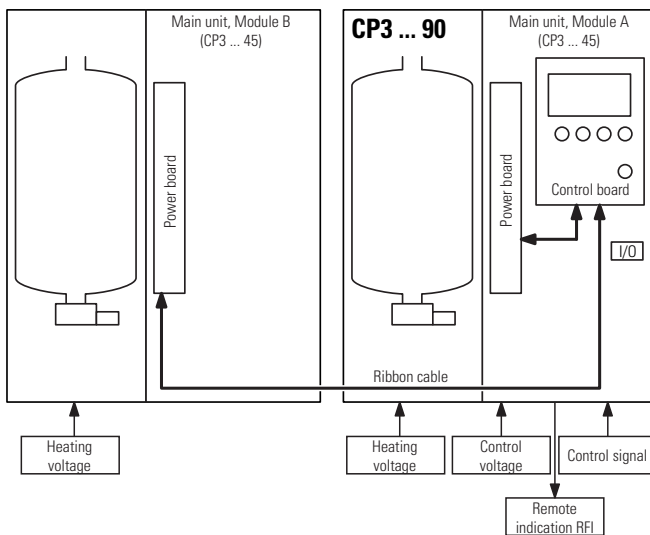 Main unit, Module B
(CP3 ... 45)
Power board
CP3 ... 90
Main unit, Module A
(CP3 ... 45)
Power board
Control board
I/O
Ribbon cable
Heating
voltage
Heating
voltage
Control
voltage
Control signal
Remote
indication RFI